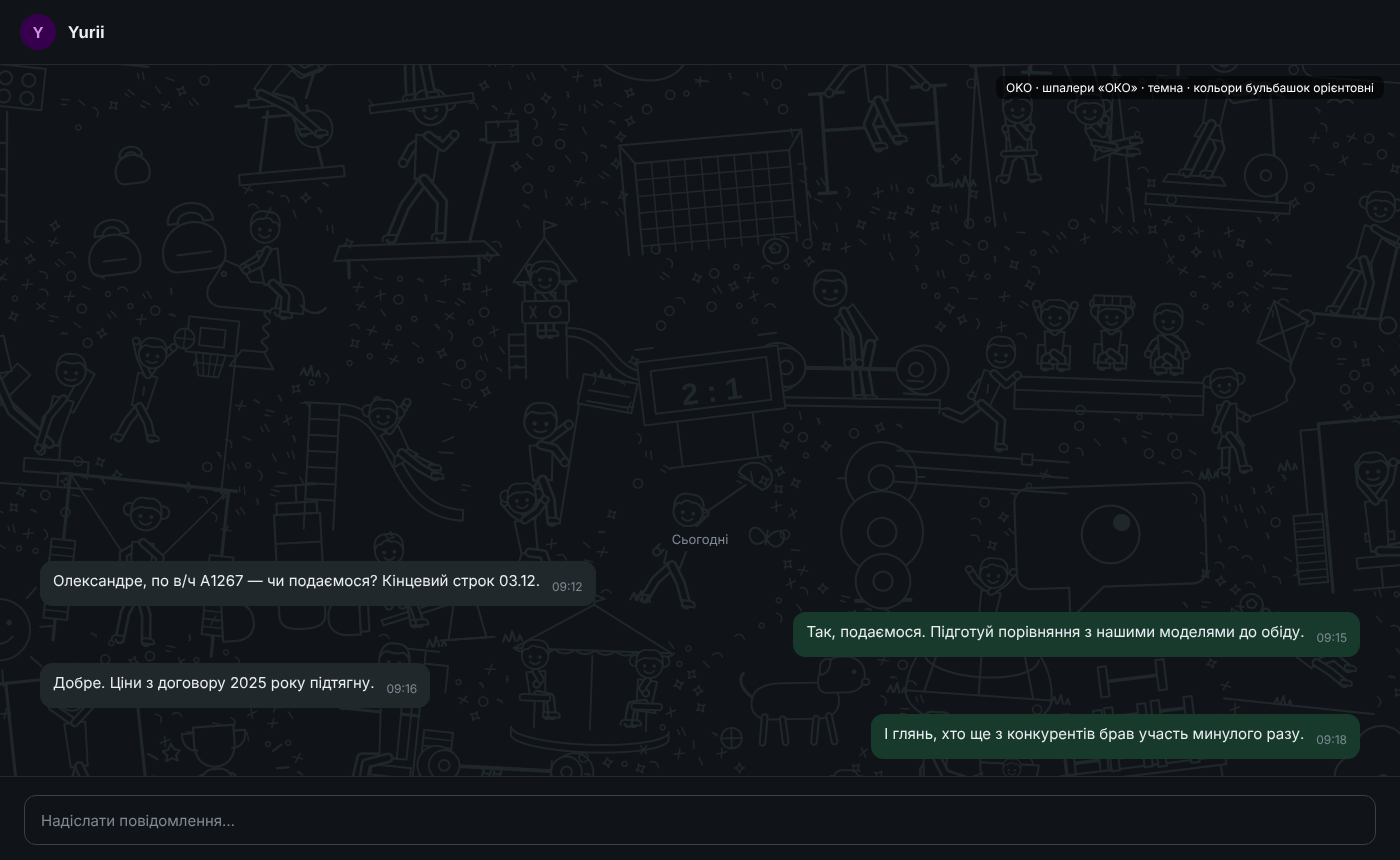 Y
Yurii
ОКО · шпалери «ОКО» · темна · кольори бульбашок орієнтовні
2 : 1
Сьогодні
Олександре, по в/ч А1267 — чи подаємося? Кінцевий строк 03.12.
09:12
Так, подаємося. Підготуй порівняння з нашими моделями до обіду.
09:15
Добре. Ціни з договору 2025 року підтягну.
09:16
І глянь, хто ще з конкурентів брав участь минулого разу.
09:18
Надіслати повідомлення...